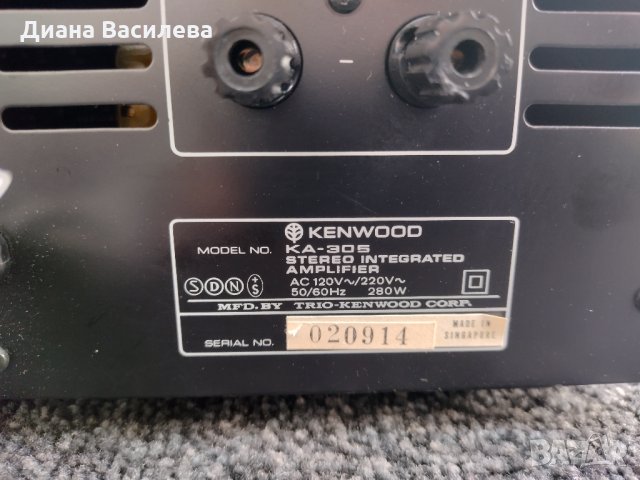 Диана Василева
–
KENWOOD
MODEL NO. KA-305
STEREO INTEGRATED
AMPLIFIER
S D N +S
AC 120V~/220V~
50/60Hz 280W
MFD.BY TRIO-KENWOOD CORP.
SERIAL NO. 020914
MADE IN
SINGAPORE
BAZAR